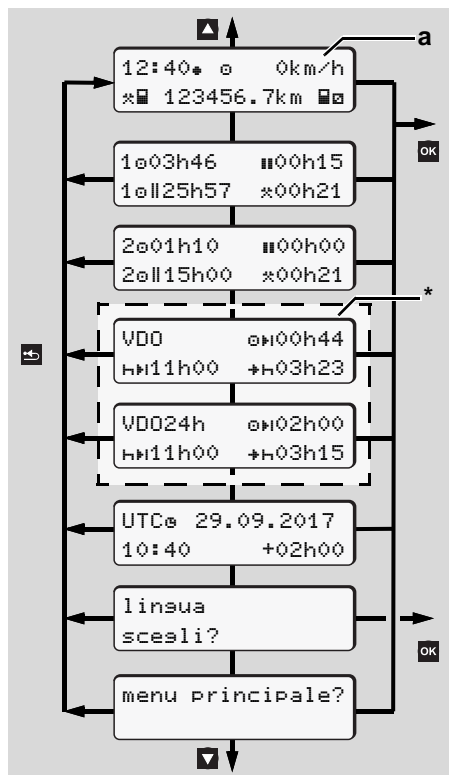 a
12:40 0km/h
123456.7km
OK
1 03h46 00h15
1 25h57 00h21
2 01h10 00h00
2 15h00 00h21
*
VDO 00h44
11h00 03h23
VDO24h 02h00
11h00 03h15
UTC 29.09.2017
10:40 +02h00
lingua
scegli?
OK
menu principale?